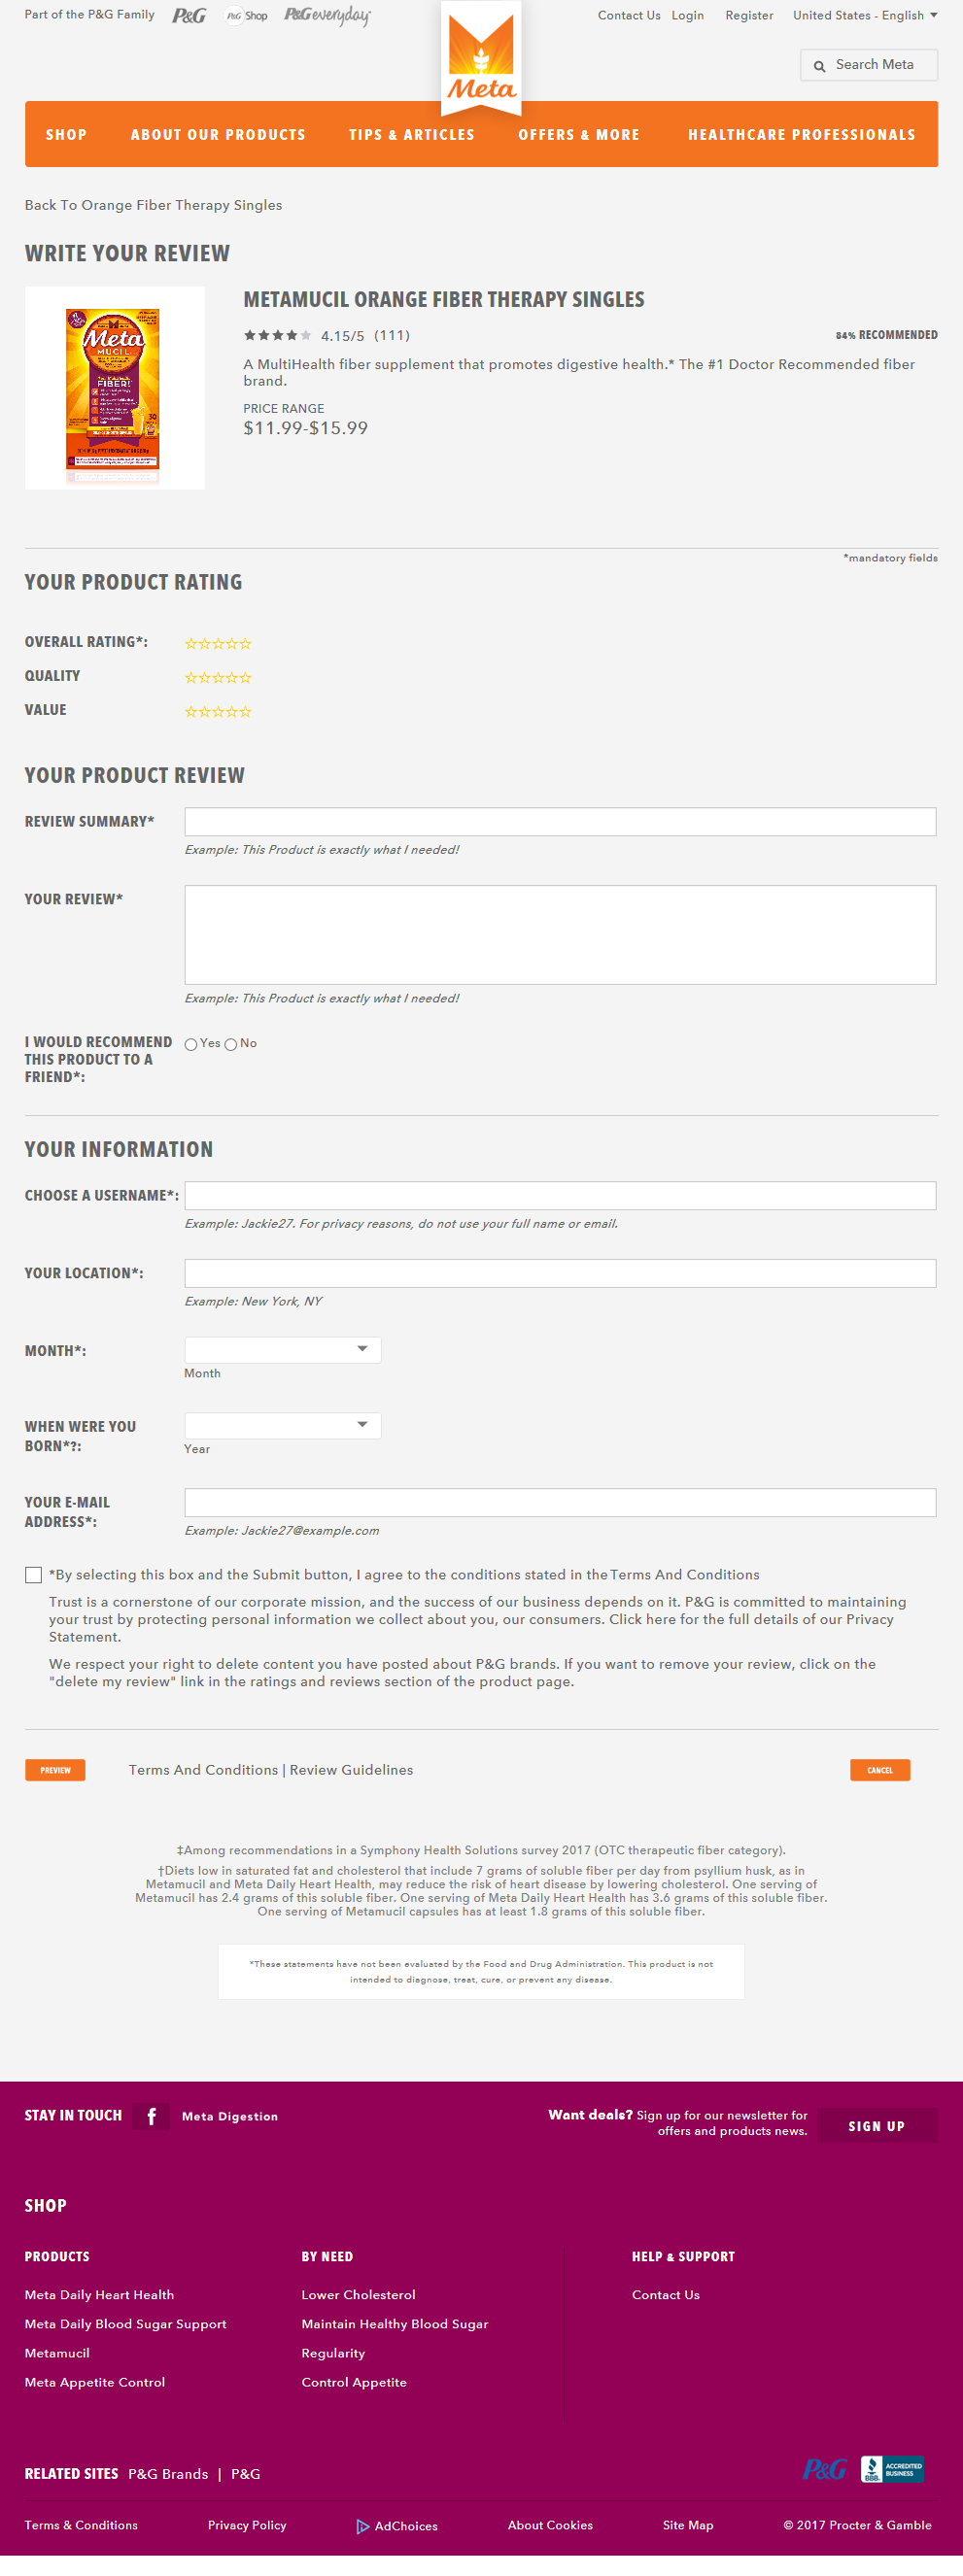 Part of the P&G Family P&G P&G Shop P&G everyday
Contact Us Login Register United States - English
Meta
Search Meta
SHOP ABOUT OUR PRODUCTS TIPS & ARTICLES OFFERS & MORE HEALTHCARE PROFESSIONALS
Back To Orange Fiber Therapy Singles
WRITE YOUR REVIEW
Meta
MUCIL
FIBER!
30
METAMUCIL ORANGE FIBER THERAPY SINGLES
4.15/5 (111)
84% RECOMMENDED
A MultiHealth fiber supplement that promotes digestive health.* The #1 Doctor Recommended fiber
brand.
PRICE RANGE
$11.99-$15.99
*mandatory fields
YOUR PRODUCT RATING
OVERALL RATING*:
QUALITY
VALUE
YOUR PRODUCT REVIEW
REVIEW SUMMARY*
Example: This Product is exactly what I needed!
YOUR REVIEW*
Example: This Product is exactly what I needed!
I WOULD RECOMMEND Yes No
THIS PRODUCT TO A
FRIEND*:
YOUR INFORMATION
CHOOSE A USERNAME*:
Example: Jackie27. For privacy reasons, do not use your full name or email.
YOUR LOCATION*:
Example: New York, NY
MONTH*:
Month
WHEN WERE YOU
BORN*?:
Year
YOUR E-MAIL
ADDRESS*:
Example: Jackie27@example.com
*By selecting this box and the Submit button, I agree to the conditions stated in the Terms And Conditions
Trust is a cornerstone of our corporate mission, and the success of our business depends on it. P&G is committed to maintaining
your trust by protecting personal information we collect about you, our consumers. Click here for the full details of our Privacy
Statement.
We respect your right to delete content you have posted about P&G brands. If you want to remove your review, click on the
"delete my review" link in the ratings and reviews section of the product page.
PREVIEW Terms And Conditions | Review Guidelines CANCEL
‡Among recommendations in a Symphony Health Solutions survey 2017 (OTC therapeutic fiber category).
†Diets low in saturated fat and cholesterol that include 7 grams of soluble fiber per day from psyllium husk, as in
Metamucil and Meta Daily Heart Health, may reduce the risk of heart disease by lowering cholesterol. One serving of
Metamucil has 2.4 grams of this soluble fiber. One serving of Meta Daily Heart Health has 3.6 grams of this soluble fiber.
One serving of Metamucil capsules has at least 1.8 grams of this soluble fiber.
*These statements have not been evaluated by the Food and Drug Administration. This product is not
intended to diagnose, treat, cure, or prevent any disease.
STAY IN TOUCH f Meta Digestion
Want deals? Sign up for our newsletter for
offers and products news.
SIGN UP
SHOP
PRODUCTS
Meta Daily Heart Health
Meta Daily Blood Sugar Support
Metamucil
Meta Appetite Control
BY NEED
Lower Cholesterol
Maintain Healthy Blood Sugar
Regularity
Control Appetite
HELP & SUPPORT
Contact Us
RELATED SITES P&G Brands | P&G
P&G
BBB.
ACCREDITED
BUSINESS
Terms & Conditions Privacy Policy AdChoices About Cookies Site Map © 2017 Procter & Gamble